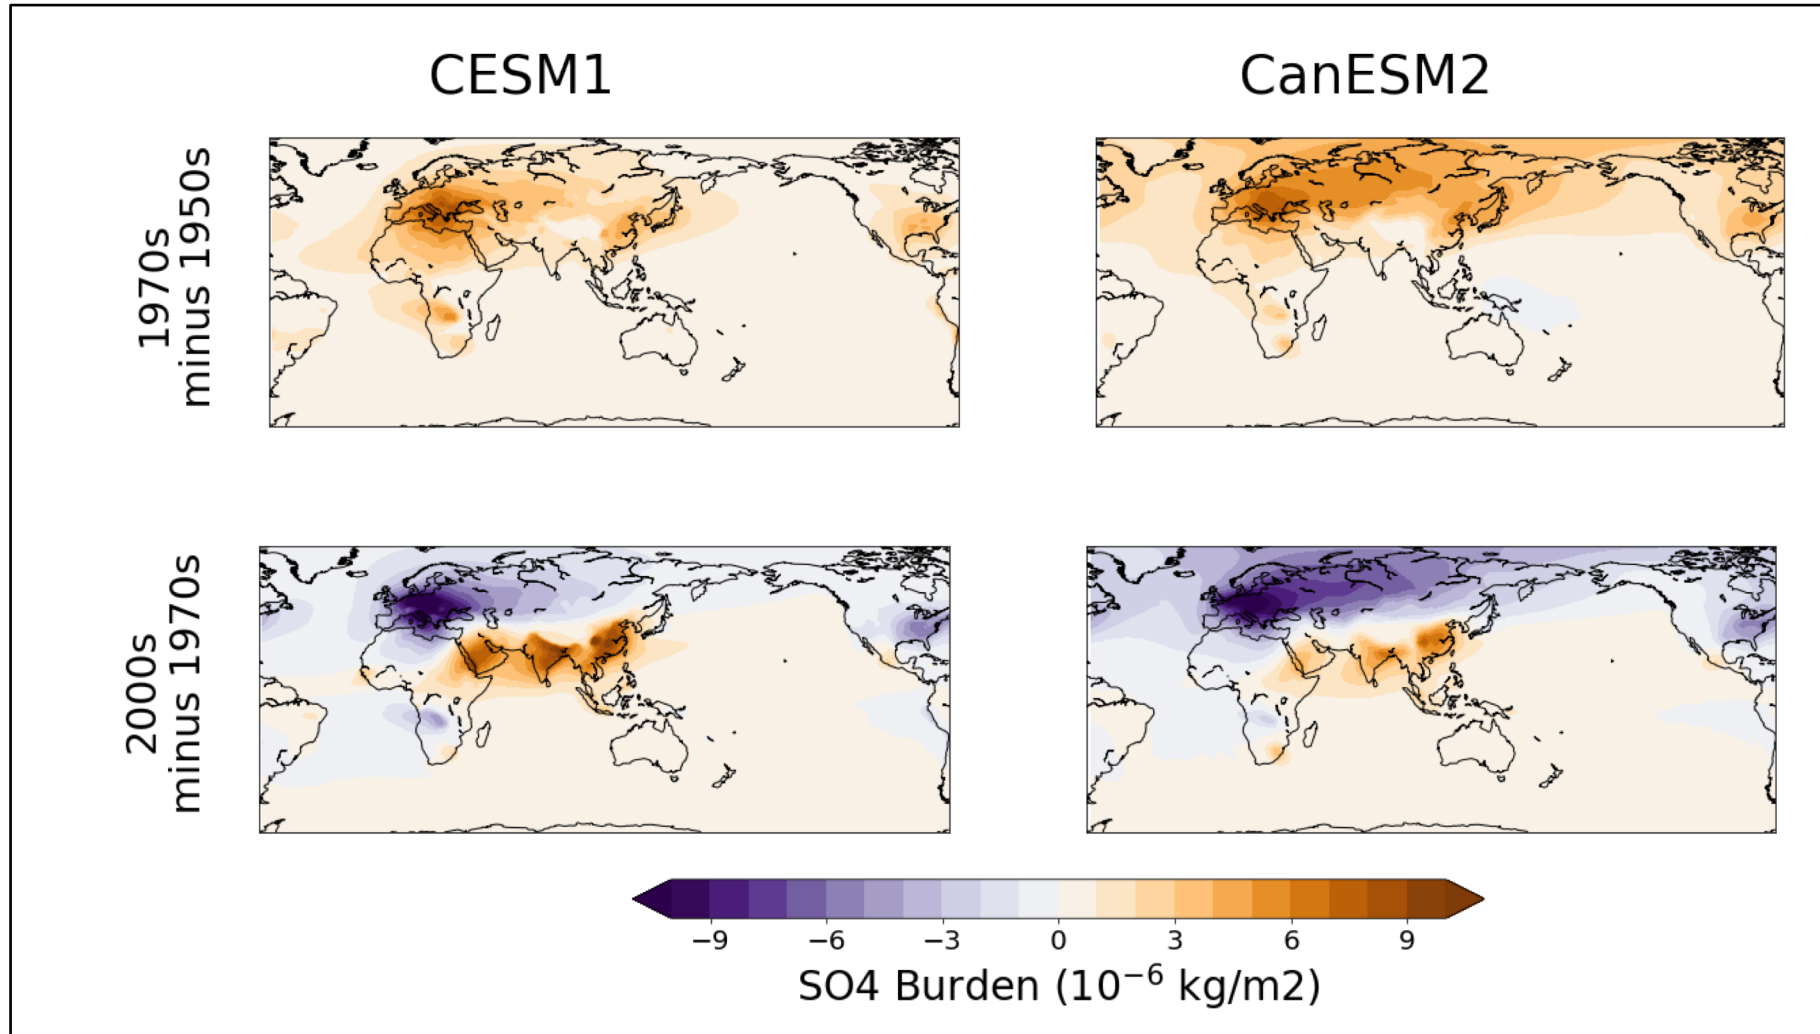 CESM1
CanESM2
1970s
minus 1950s
2000s
minus 1970s
−9 −6 −3 0 3 6 9
SO4 Burden (10⁻⁶ kg/m2)